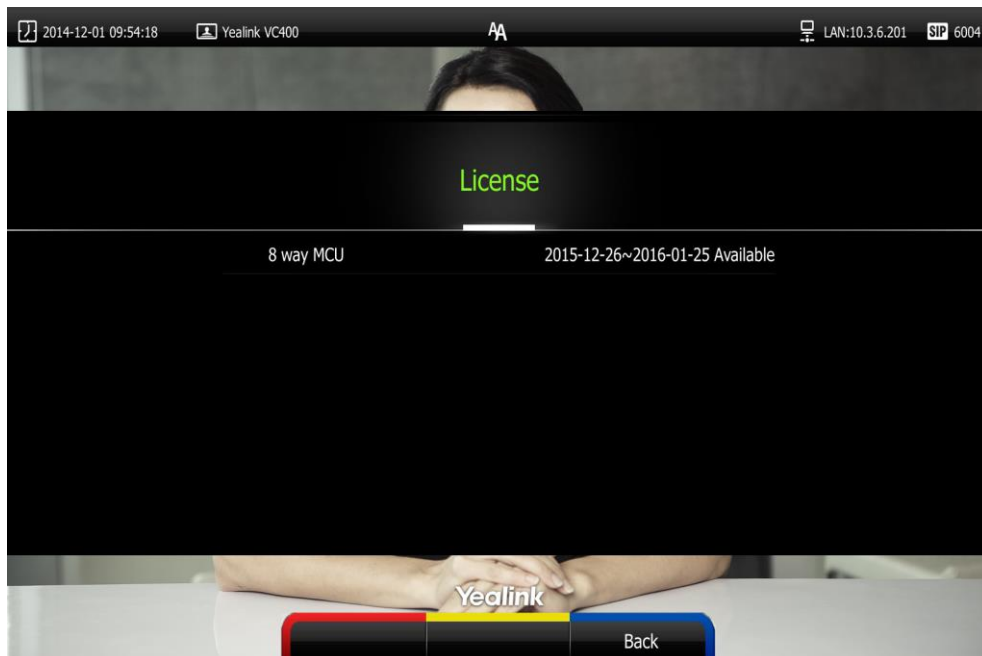 2014-12-01 09:54:18 Yealink VC400 AA LAN:10.3.6.201 SIP 6004
License
8 way MCU 2015-12-26~2016-01-25 Available
Yealink
Back